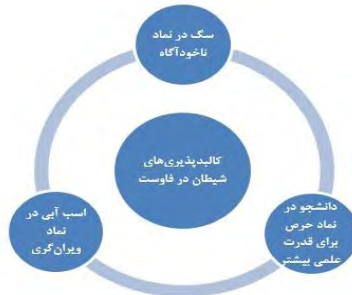 سگ در نماد
ناخودآگاه
کالبدپذیری‌های
شیطان در فاوست
اسب آبی در
نماد
ویران‌گری
دانشجو در
نماد حرص
برای قدرت
علمی بیشتر